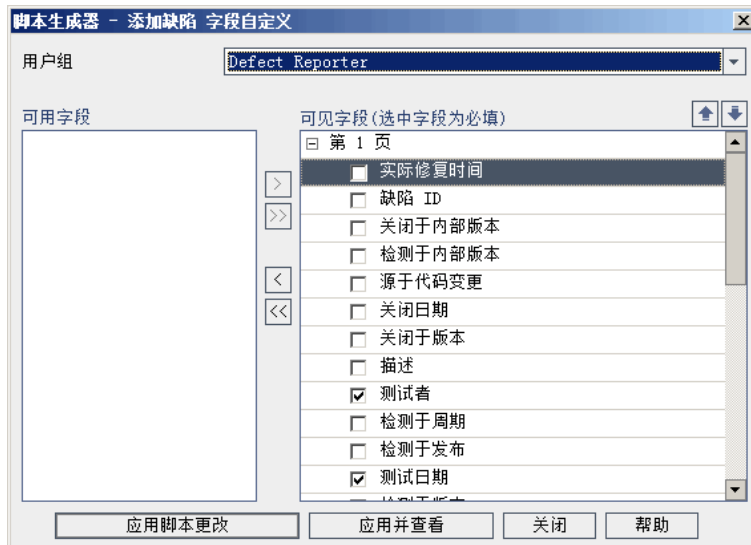 脚本生成器 - 添加缺陷 字段自定义
用户组
Defect Reporter
可用字段
可见字段(选中字段为必填)
第 1 页
实际修复时间
缺陷 ID
关闭于内部版本
检测于内部版本
源于代码变更
关闭日期
关闭于版本
描述
测试者
检测于周期
检测于发布
测试日期
>
>>
<
<<
应用脚本更改
应用并查看
关闭
帮助